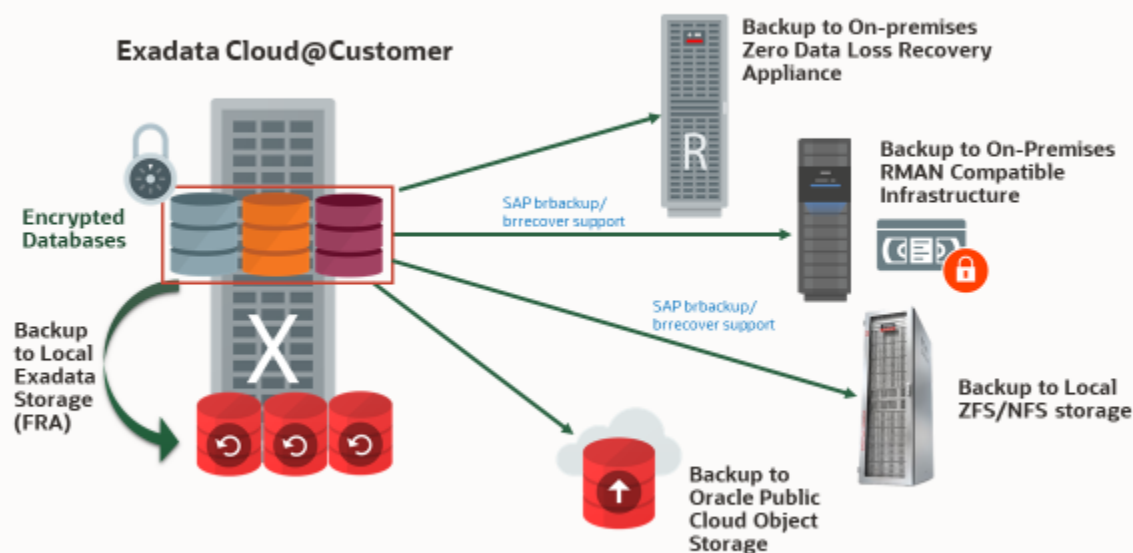 Exadata Cloud@Customer
Backup to On-premises
Zero Data Loss Recovery
Appliance
R
Backup to On-Premises
RMAN Compatible
Infrastructure
SAP brbackup/
brrecover support
Encrypted
Databases
SAP brbackup/
brrecover support
Backup
to Local
Exadata
Storage
(FRA)
X
Backup to Local
ZFS/NFS storage
Backup to
Oracle Public
Cloud Object
Storage